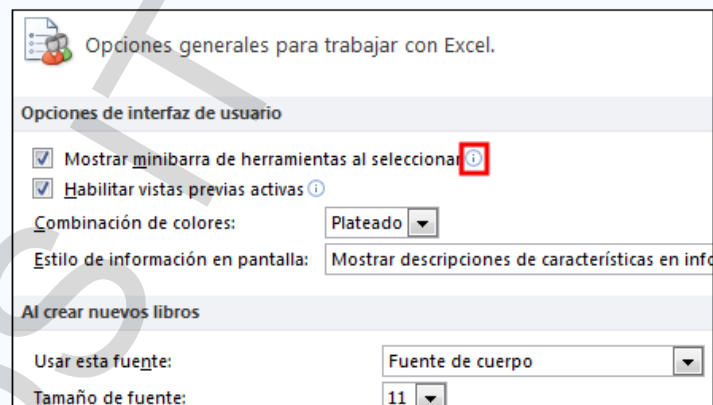 Opciones generales para trabajar con Excel.
Opciones de interfaz de usuario
Mostrar minibarra de herramientas al seleccionar
Habilitar vistas previas activas
Combinación de colores: Plateado
Estilo de información en pantalla: Mostrar descripciones de características en info
Al crear nuevos libros
Usar esta fuente: Fuente de cuerpo
Tamaño de fuente: 11